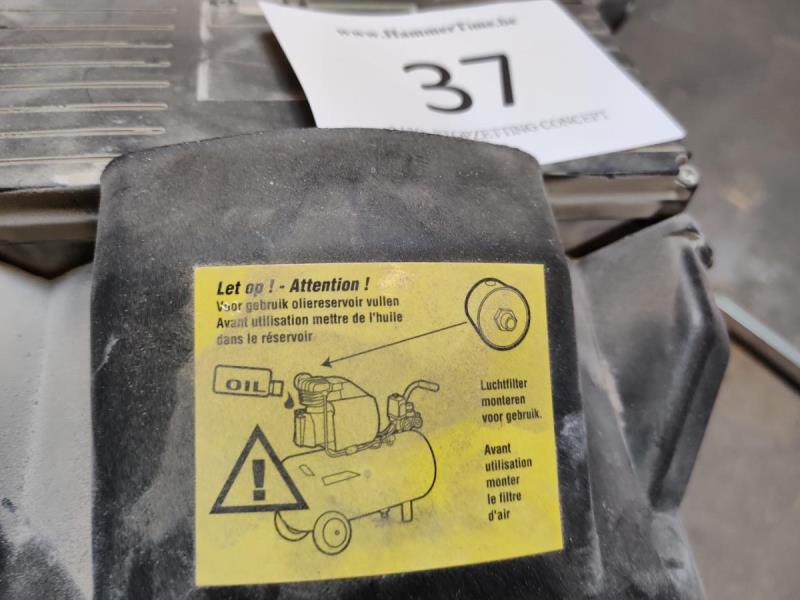 www.HammerTime.be
37
CONCEPT
Let op ! - Attention !
Voor gebruik oliereservoir vullen
Avant utilisation mettre de l'huile
dans le réservoir
OIL
Luchtfilter
monteren
voor gebruik.
Avant
utilisation
monter
le filtre
d'air